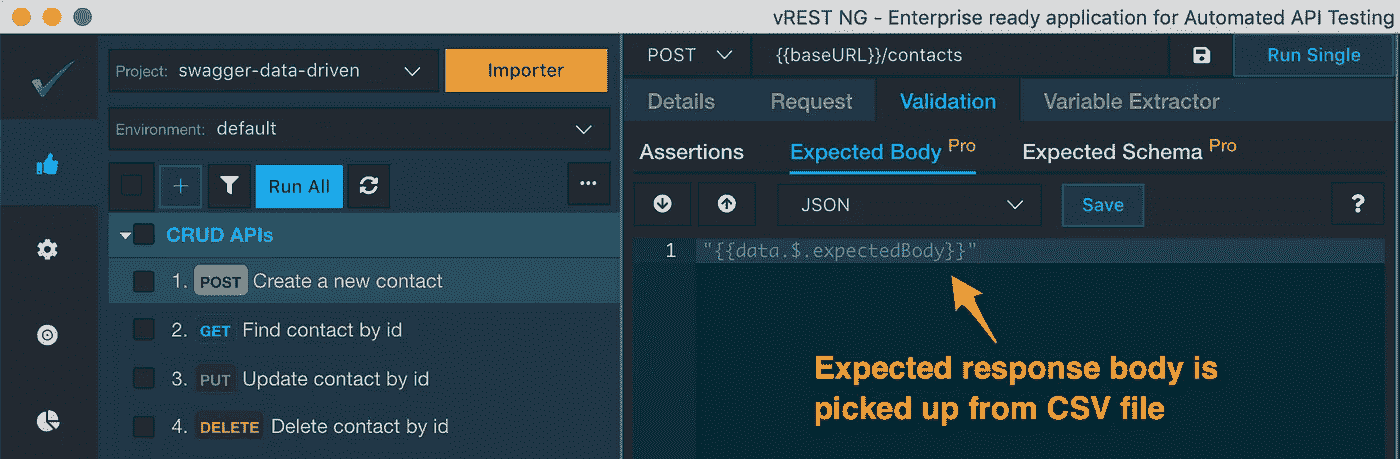 vREST NG - Enterprise ready application for Automated API Testing
Project: swagger-data-driven
Importer
Environment: default
+ Run All ...
CRUD APIs
1. POST Create a new contact
2. GET Find contact by id
3. PUT Update contact by id
4. DELETE Delete contact by id
POST {{baseURL}}/contacts Run Single
Details Request Validation Variable Extractor
Assertions Expected Body Pro Expected Schema Pro
JSON Save ?
1 "{{data.$.expectedBody}}"
Expected response body is
picked up from CSV file